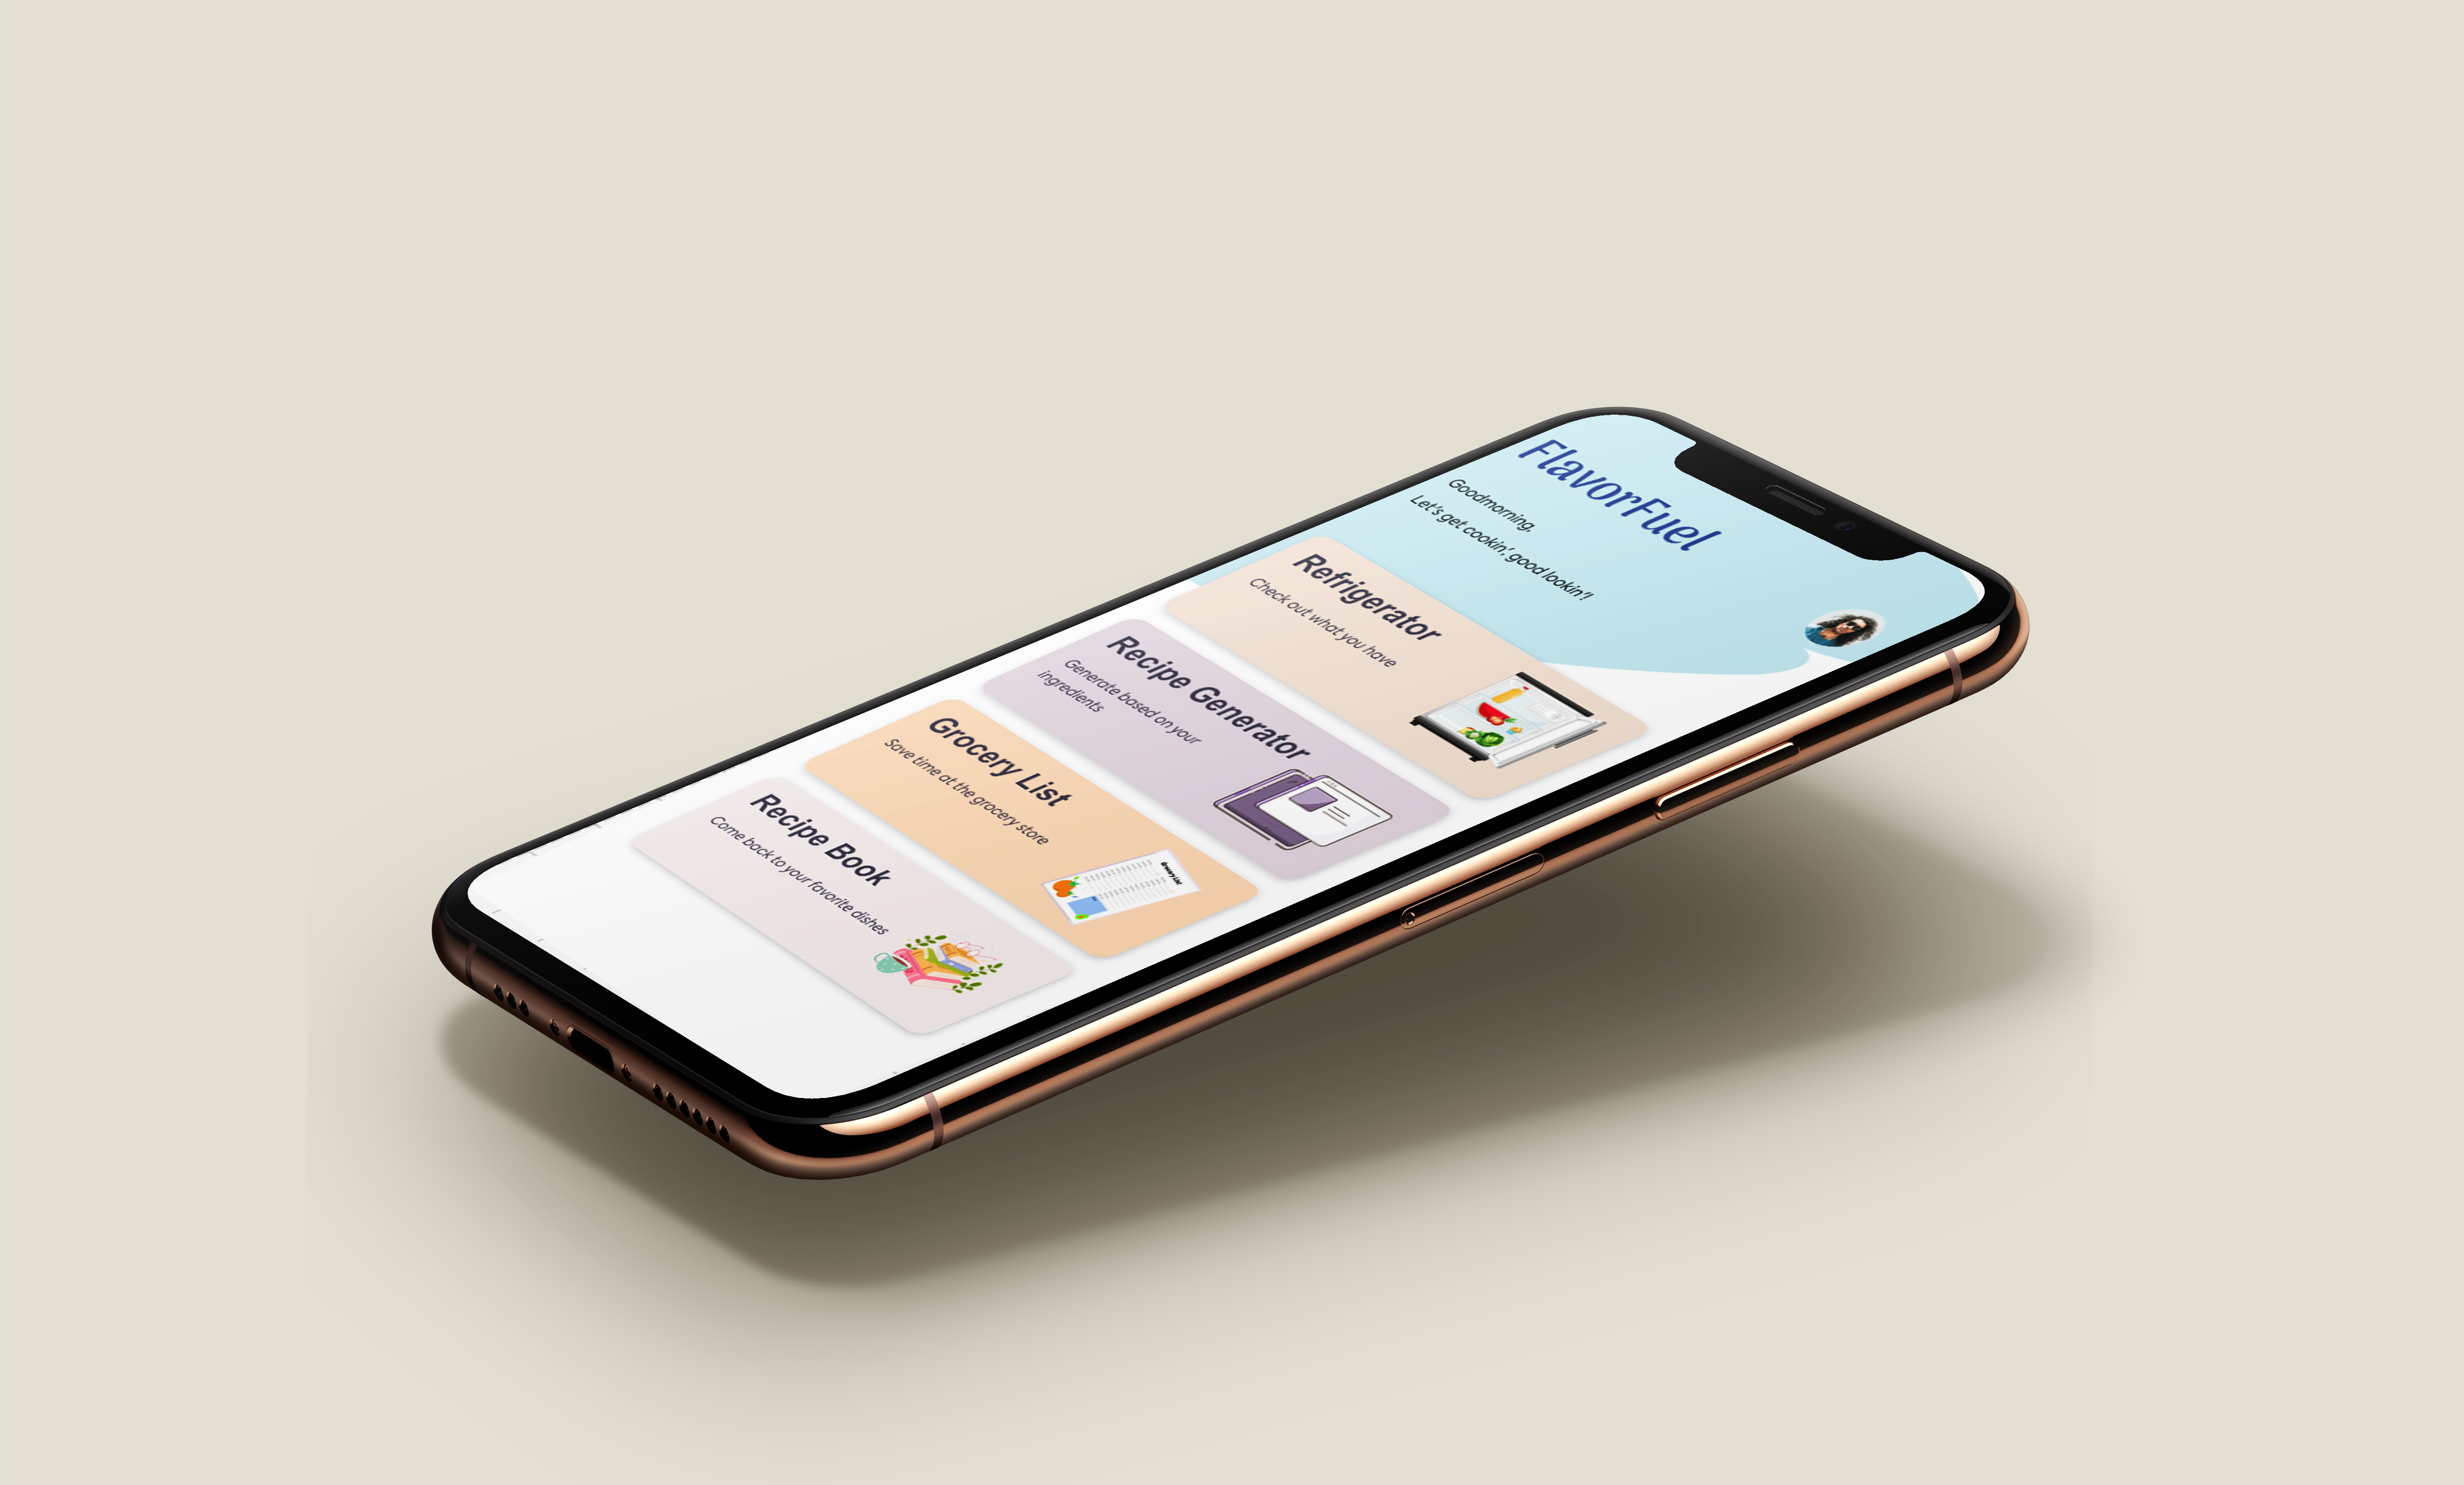 FlavorFuel
Goodmorning,
Let's get cookin', good lookin'!
Refrigerator
Check out what you have
Recipe Generator
Generate based on your
ingredients
Grocery List
Save time at the grocery store
Grocery List
Recipe Book
Come back to your favorite dishes